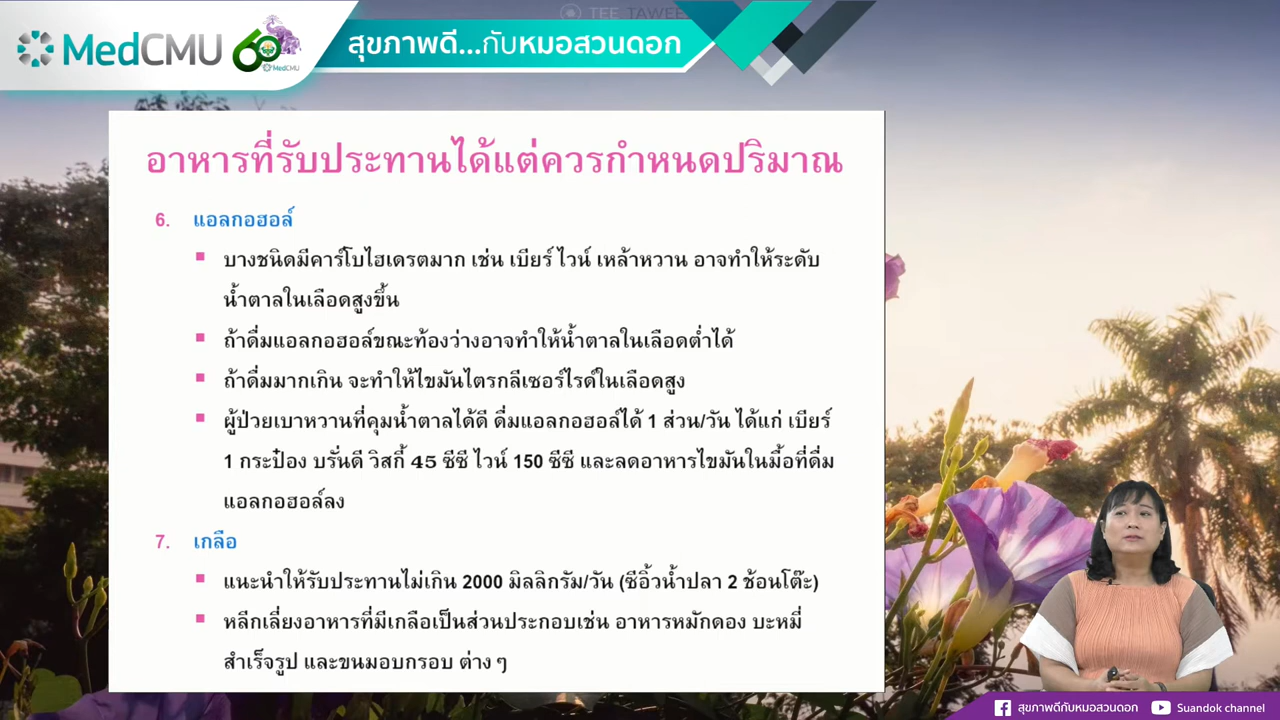 TEE TAWEE
MedCMU
60
MedCMU
สุขภาพดี...กับหมอสวนดอก
อาหารที่รับประทานได้แต่ควรกำหนดปริมาณ
6. แอลกอฮอล์
บางชนิดมีคาร์โบไฮเดรตมาก เช่น เบียร์ ไวน์ เหล้าหวาน อาจทำให้ระดับ
น้ำตาลในเลือดสูงขึ้น
ถ้าดื่มแอลกอฮอล์ขณะท้องว่างอาจทำให้น้ำตาลในเลือดต่ำได้
ถ้าดื่มมากเกิน จะทำให้ไขมันไตรกลีเซอร์ไรด์ในเลือดสูง
ผู้ป่วยเบาหวานที่คุมน้ำตาลได้ดี ดื่มแอลกอฮอล์ได้ 1 ส่วน/วัน ได้แก่ เบียร์
1 กระป๋อง บรั่นดี วิสกี้ 45 ซีซี ไวน์ 150 ซีซี และลดอาหารไขมันในมื้อที่ดื่ม
แอลกอฮอล์ลง
7. เกลือ
แนะนำให้รับประทานไม่เกิน 2000 มิลลิกรัม/วัน (ซีอิ้วน้ำปลา 2 ช้อนโต๊ะ)
หลีกเลี่ยงอาหารที่มีเกลือเป็นส่วนประกอบเช่น อาหารหมักดอง บะหมี่
สำเร็จรูป และขนมอบกรอบ ต่าง ๆ
สุขภาพดีกับหมอสวนดอก
Suandok channel